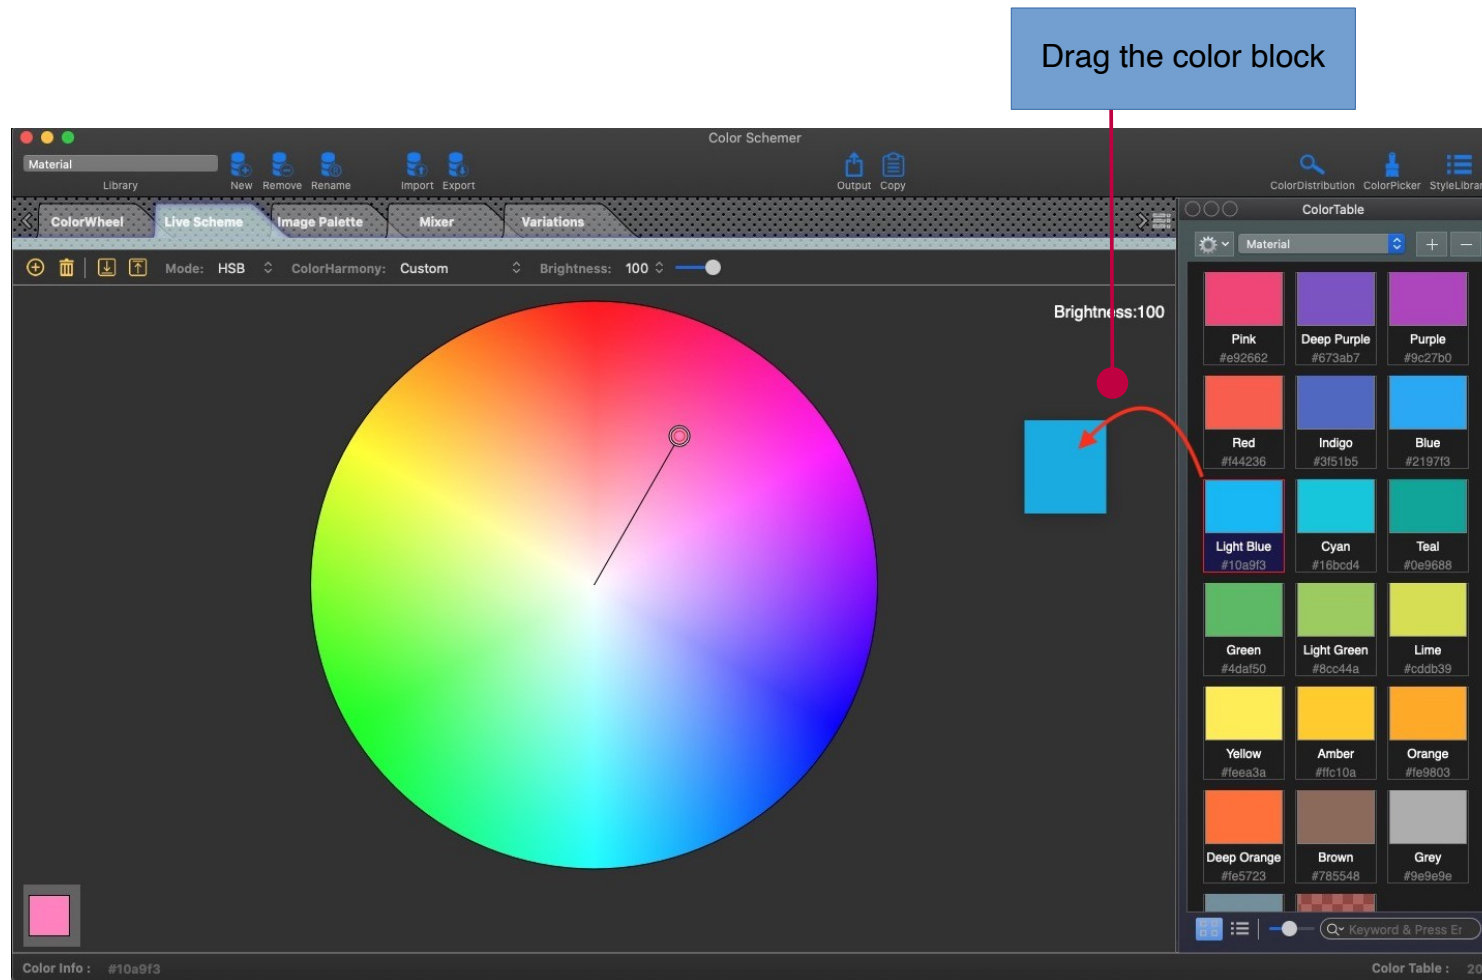 Drag the color block
Color Schemer
Material
Library
New Remove Rename
Import Export
Output Copy
ColorDistribution ColorPicker
ColorWheel
Live Scheme
Image Palette
Mixer
Variations
ColorTable
Material
Mode: HSB
ColorHarmony: Custom
Brightness: 100
Brightness:100
Pink
Deep Purple
Purple
#e92662
#673ab7
#9c27b0
Red
Indigo
Blue
#f44236
#3f51b5
#2197f3
Light Blue
Cyan
Teal
#10a9f3
#16bcd4
#0e9688
Green
Light Green
Lime
#4daf50
#8cc44a
#cddb39
Yellow
Amber
Orange
#feea3a
#ffc10a
#fe9803
Deep Orange
Brown
Grey
#fe5723
#785548
#9e9e9e
Keyword & Press
Color Info : #10a9f3
Color Table :